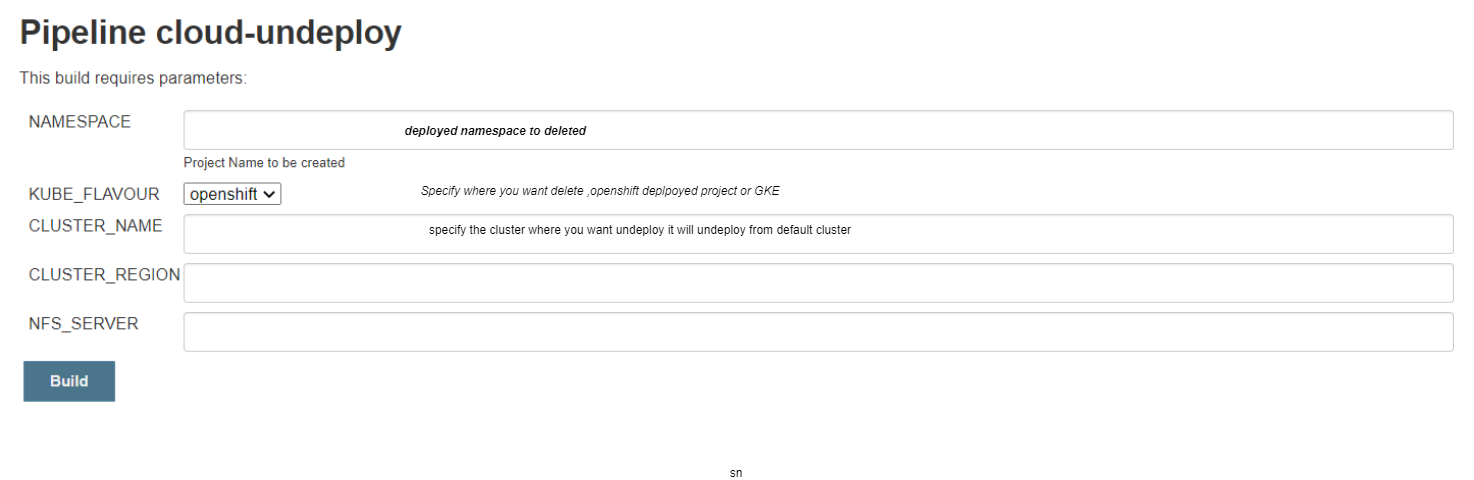 Pipeline cloud-undeploy
This build requires parameters:
NAMESPACE
deployed namespace to deleted
Project Name to be created
KUBE_FLAVOUR openshift Specify where you want delete ,openshift deplpoyed project or GKE
CLUSTER_NAME
specify the cluster where you want undeploy it will undeploy from default cluster
CLUSTER_REGION
NFS_SERVER
Build
sn